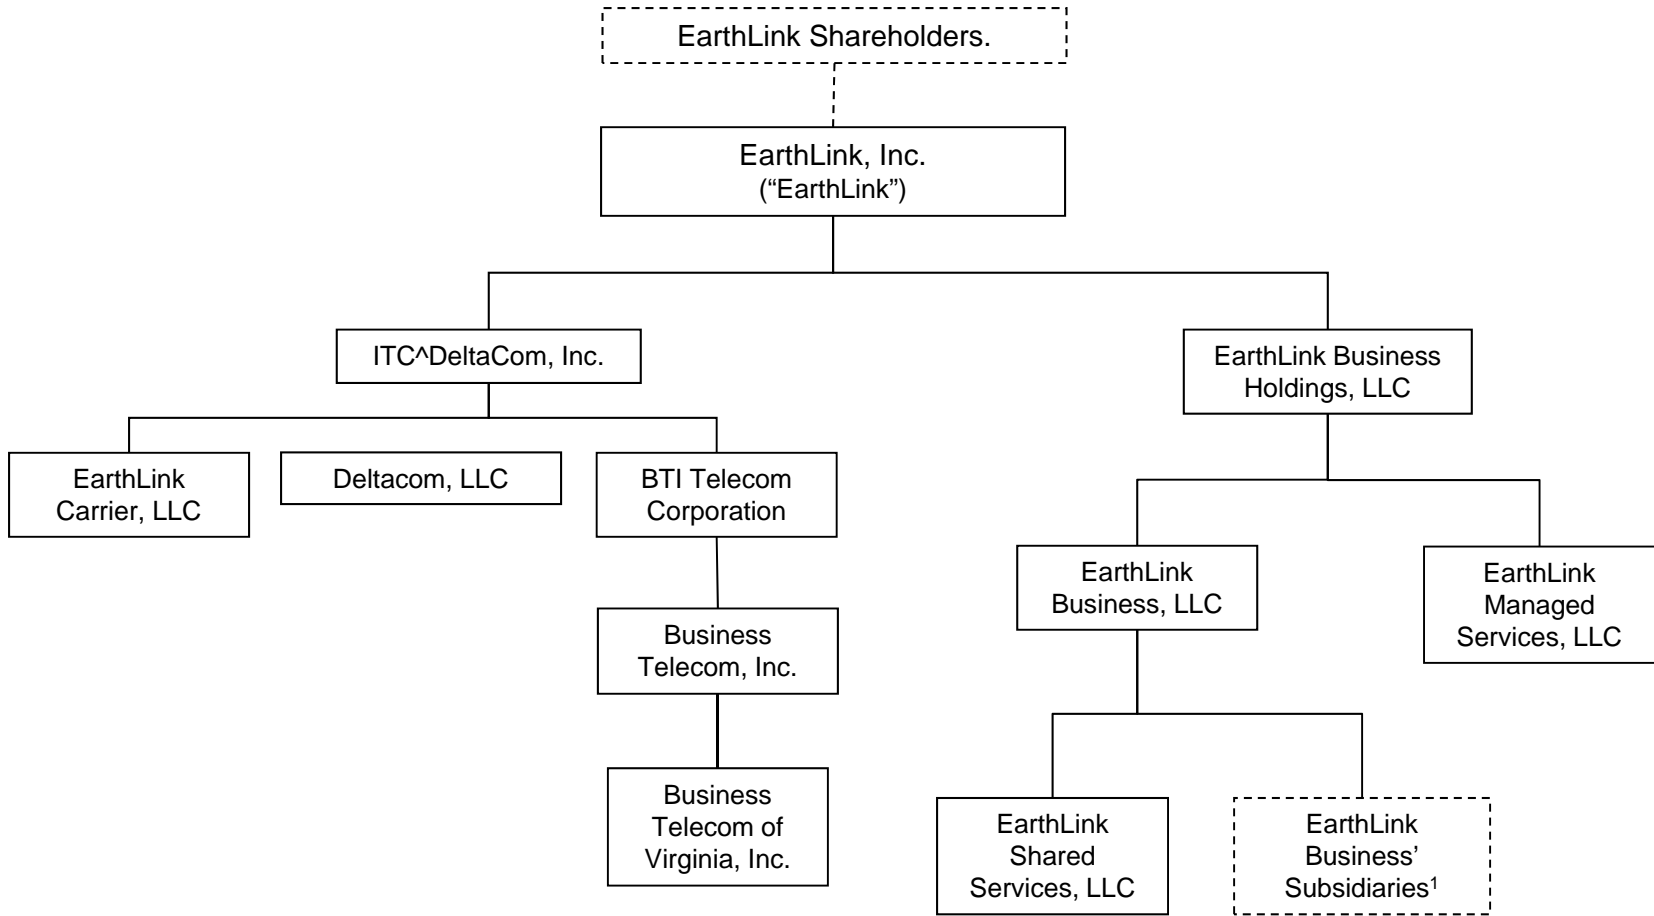 EarthLink Shareholders.
EarthLink, Inc.
(“EarthLink”)
ITC^DeltaCom, Inc.
EarthLink Business
Holdings, LLC
EarthLink
Carrier, LLC
Deltacom, LLC
BTI Telecom
Corporation
EarthLink
Business, LLC
EarthLink
Managed
Services, LLC
Business
Telecom, Inc.
Business
Telecom of
Virginia, Inc.
EarthLink
Shared
Services, LLC
EarthLink
Business’
Subsidiaries¹